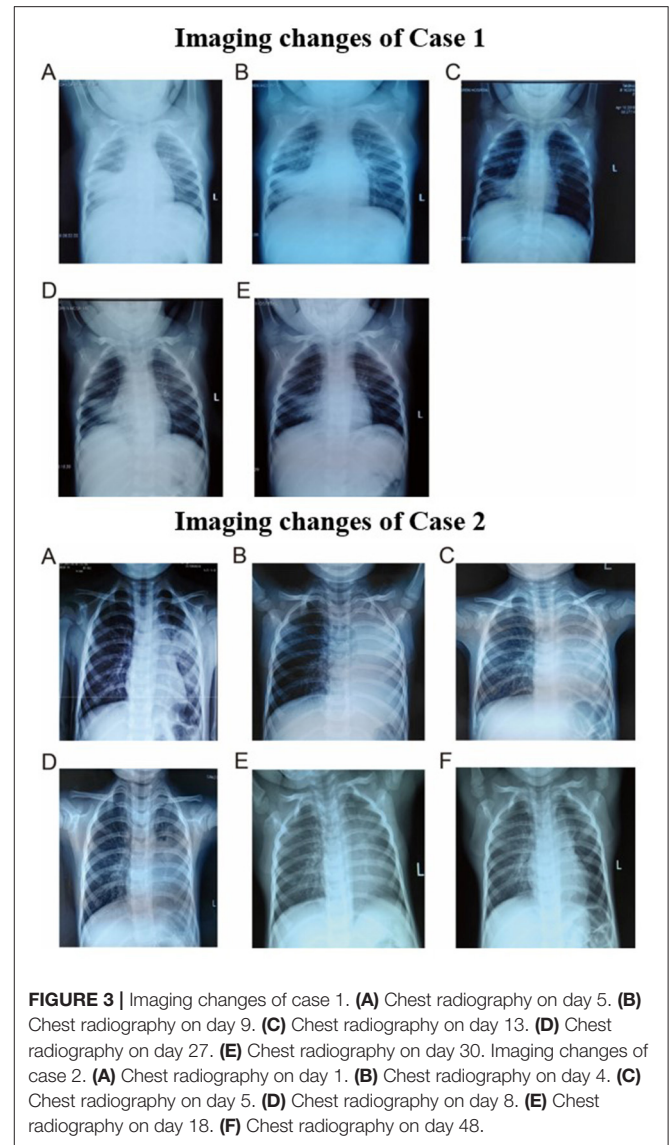 Imaging changes of Case 1
A
B
C
L
L
L
D
E
L
L
Imaging changes of Case 2
A
B
C
L
D
E
F
L
L
L
FIGURE 3 | Imaging changes of case 1. (A) Chest radiography on day 5. (B)
Chest radiography on day 9. (C) Chest radiography on day 13. (D) Chest
radiography on day 27. (E) Chest radiography on day 30. Imaging changes of
case 2. (A) Chest radiography on day 1. (B) Chest radiography on day 4. (C)
Chest radiography on day 5. (D) Chest radiography on day 8. (E) Chest
radiography on day 18. (F) Chest radiography on day 48.